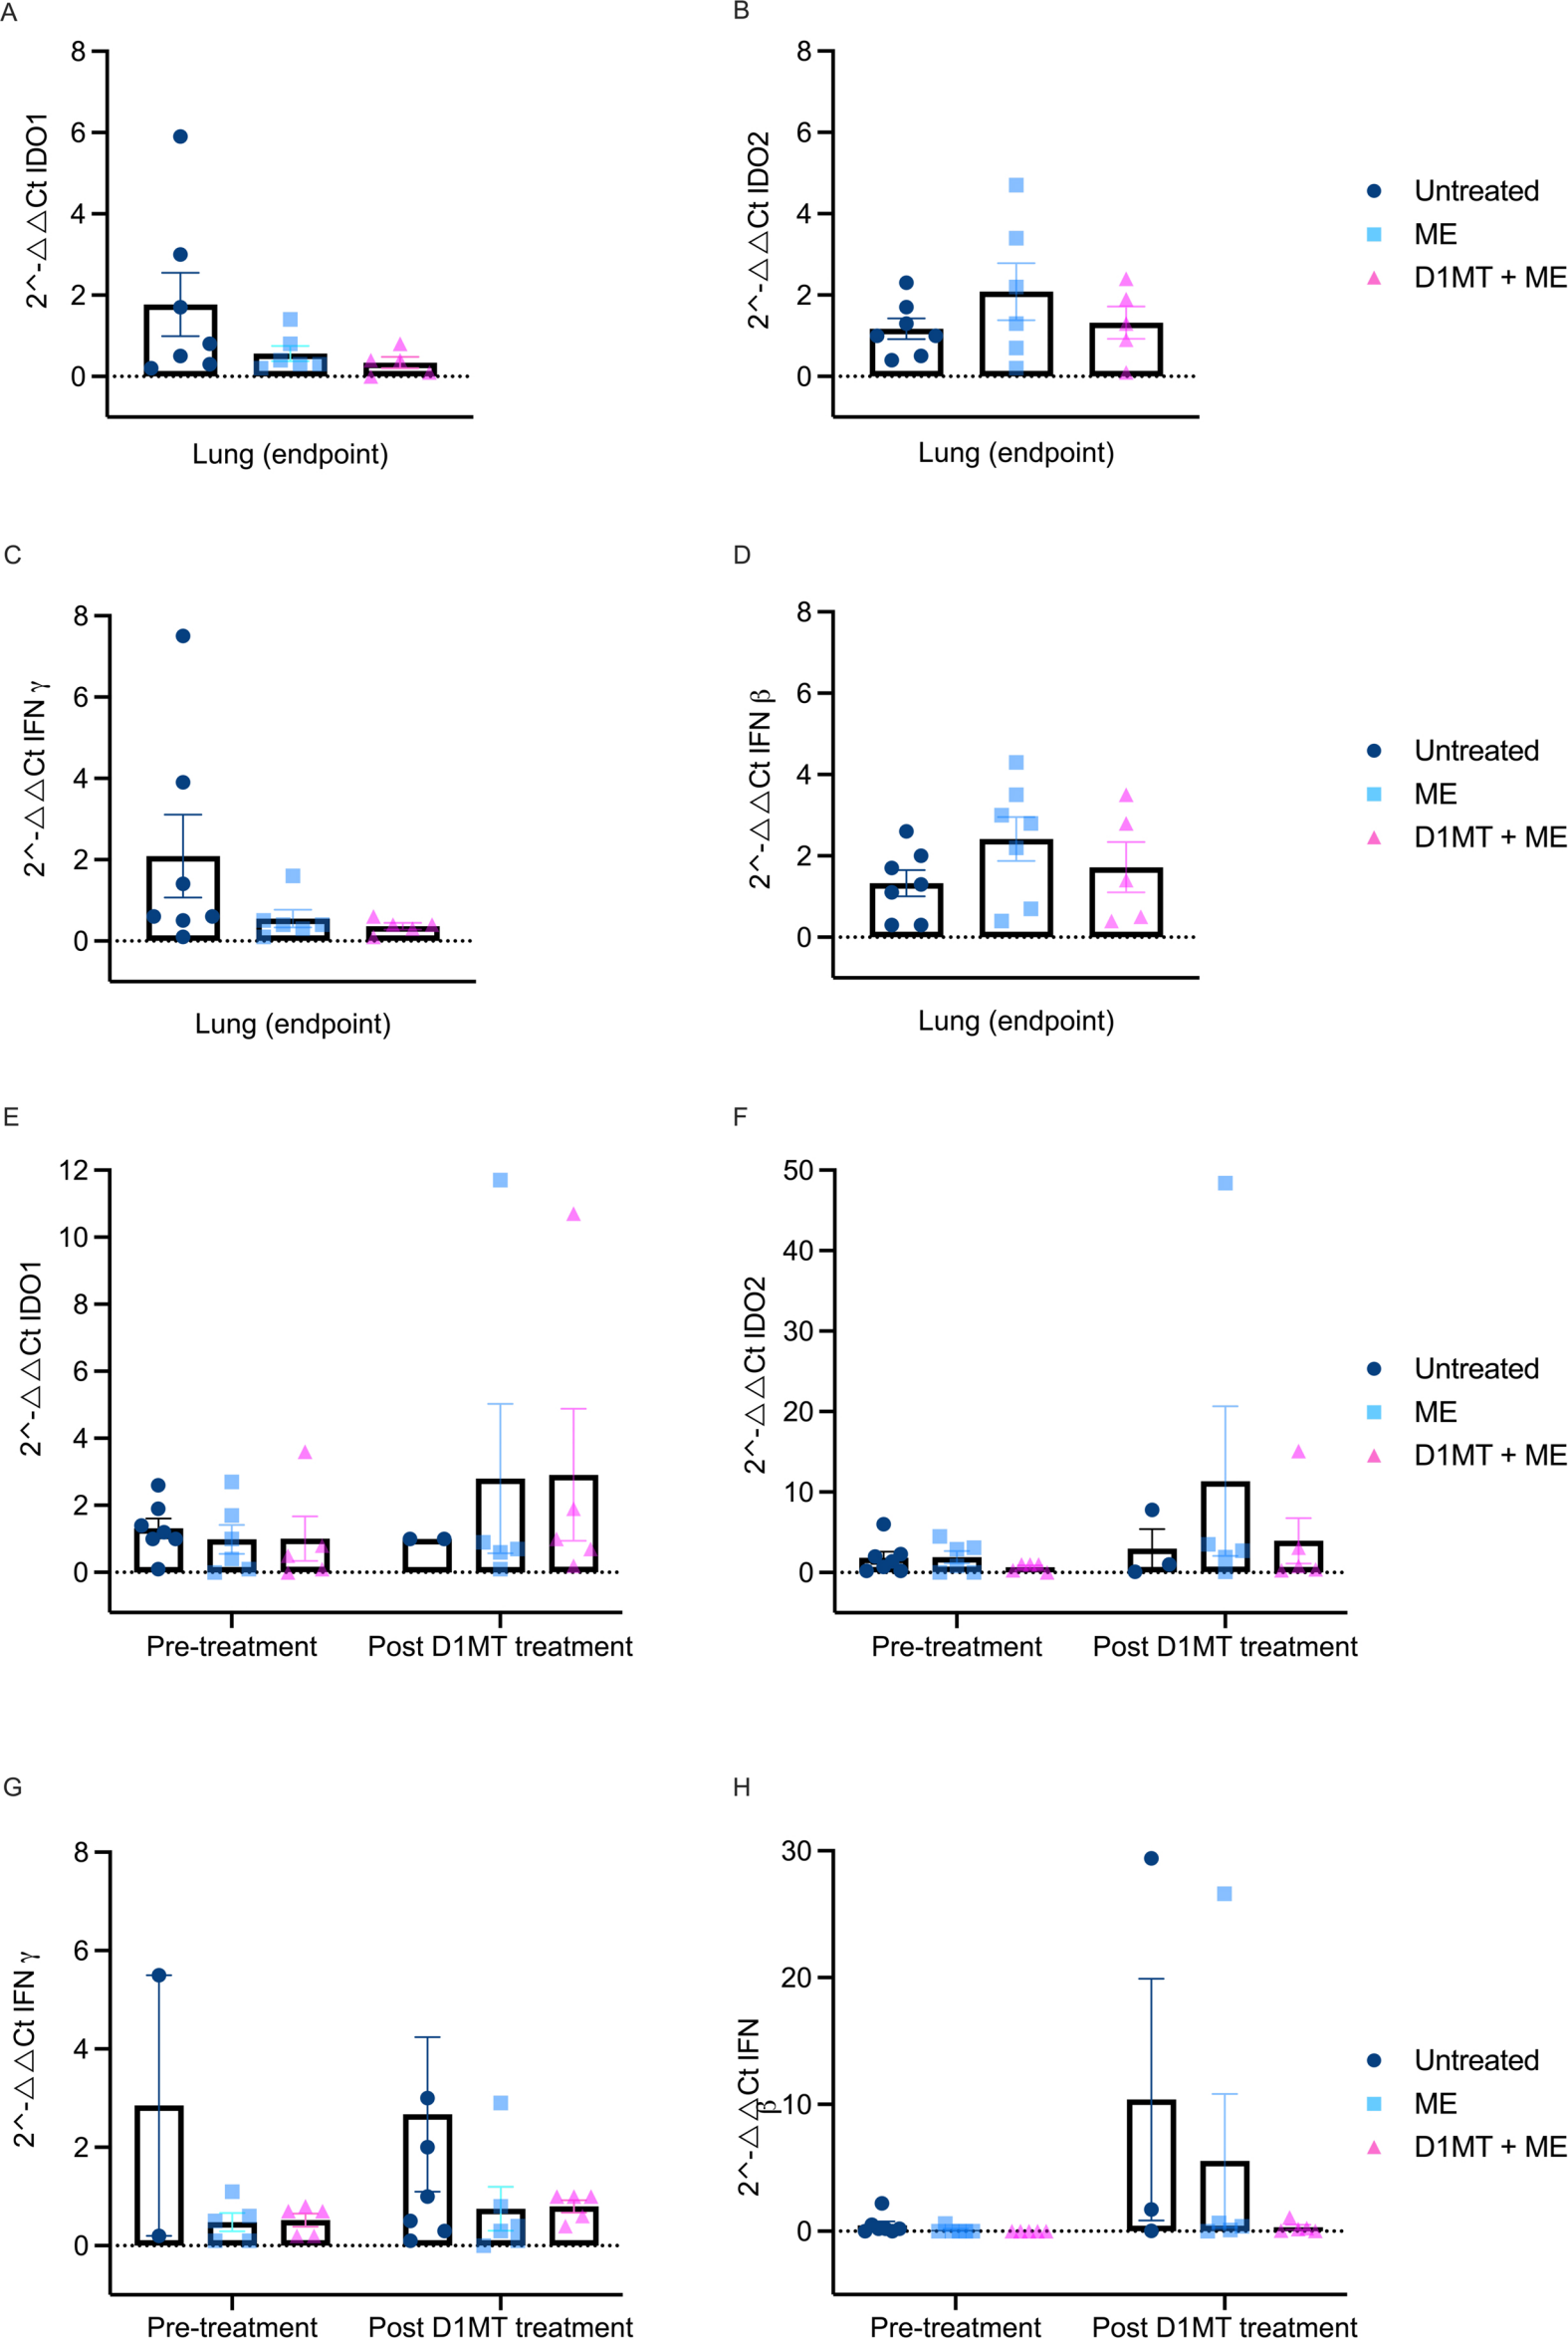 A
8
6
4
2
0
2^-△△Ct IDO1
Lung (endpoint)
B
8
6
4
2
0
2^-△△Ct IDO2
Lung (endpoint)
Untreated
ME
D1MT + ME
C
8
6
4
2
0
2^-△△Ct IFN γ
Lung (endpoint)
D
8
6
4
2
0
2^-△△Ct IFN β
Lung (endpoint)
Untreated
ME
D1MT + ME
E
12
10
8
6
4
2
0
2^-△△Ct IDO1
Pre-treatment
Post D1MT treatment
F
50
40
30
20
10
0
2^-△△Ct IDO2
Pre-treatment
Post D1MT treatment
Untreated
ME
D1MT + ME
G
8
6
4
2
0
2^-△△Ct IFN γ
Pre-treatment
Post D1MT treatment
H
30
20
10
0
2^-△△Ct IFN
β
Pre-treatment
Post D1MT treatment
Untreated
ME
D1MT + ME